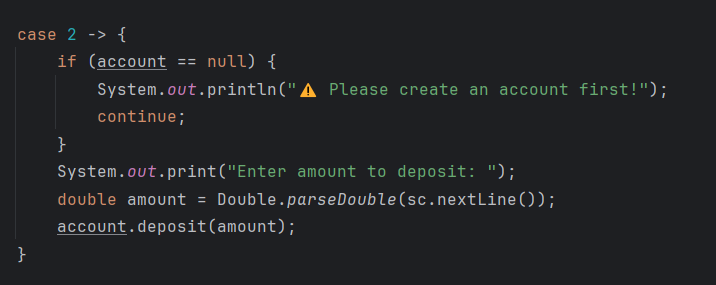 case 2 -> {
    if (account == null) {
        System.out.println("⚠️ Please create an account first!");
        continue;
    }
    System.out.print("Enter amount to deposit: ");
    double amount = Double.parseDouble(sc.nextLine());
    account.deposit(amount);
}